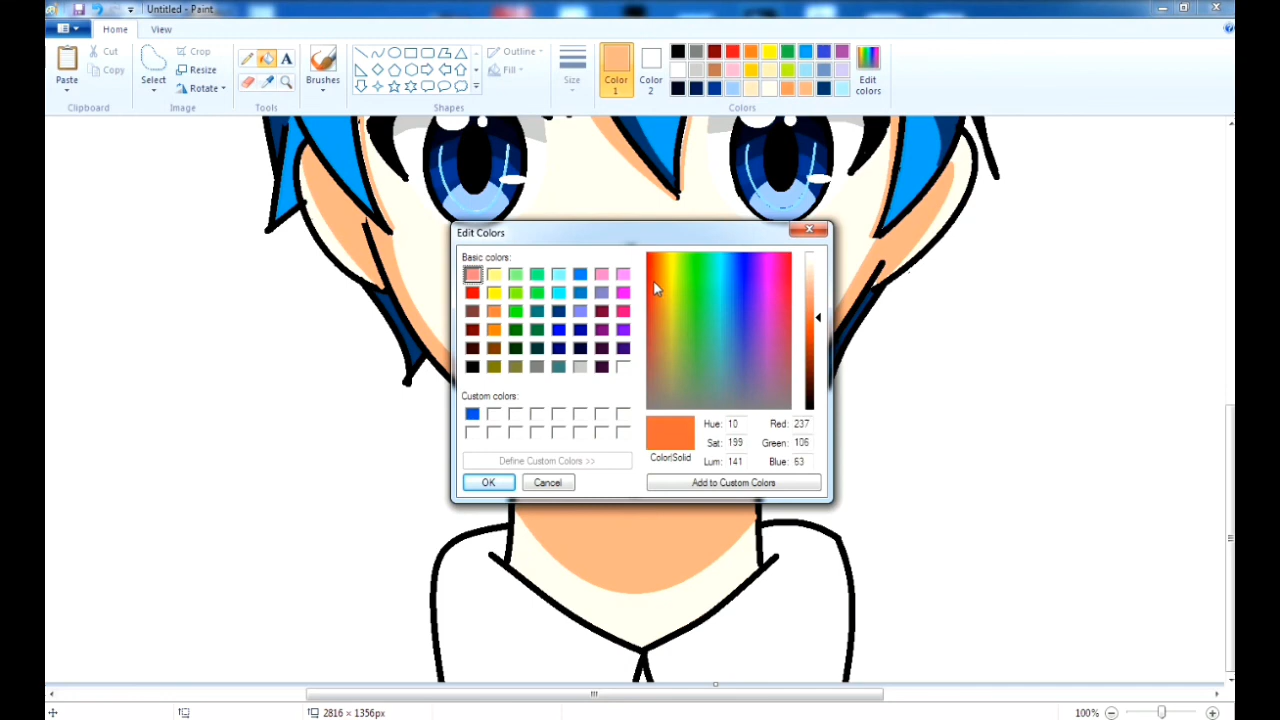 Untitled - Paint
Home View
Paste
Cut
Copy
Clipboard
Select
Crop
Resize
Rotate
Image
A
Tools
Brushes
Outline
Fill
Shapes
Size
Color 1
Color 2
Edit colors
Colors
Edit Colors
Basic colors:
Custom colors:
Define Custom Colors >>
OK Cancel
Color|Solid
Hue: 10 Red: 237
Sat: 199 Green: 106
Lum: 141 Blue: 63
Add to Custom Colors
2816 × 1356px
100%